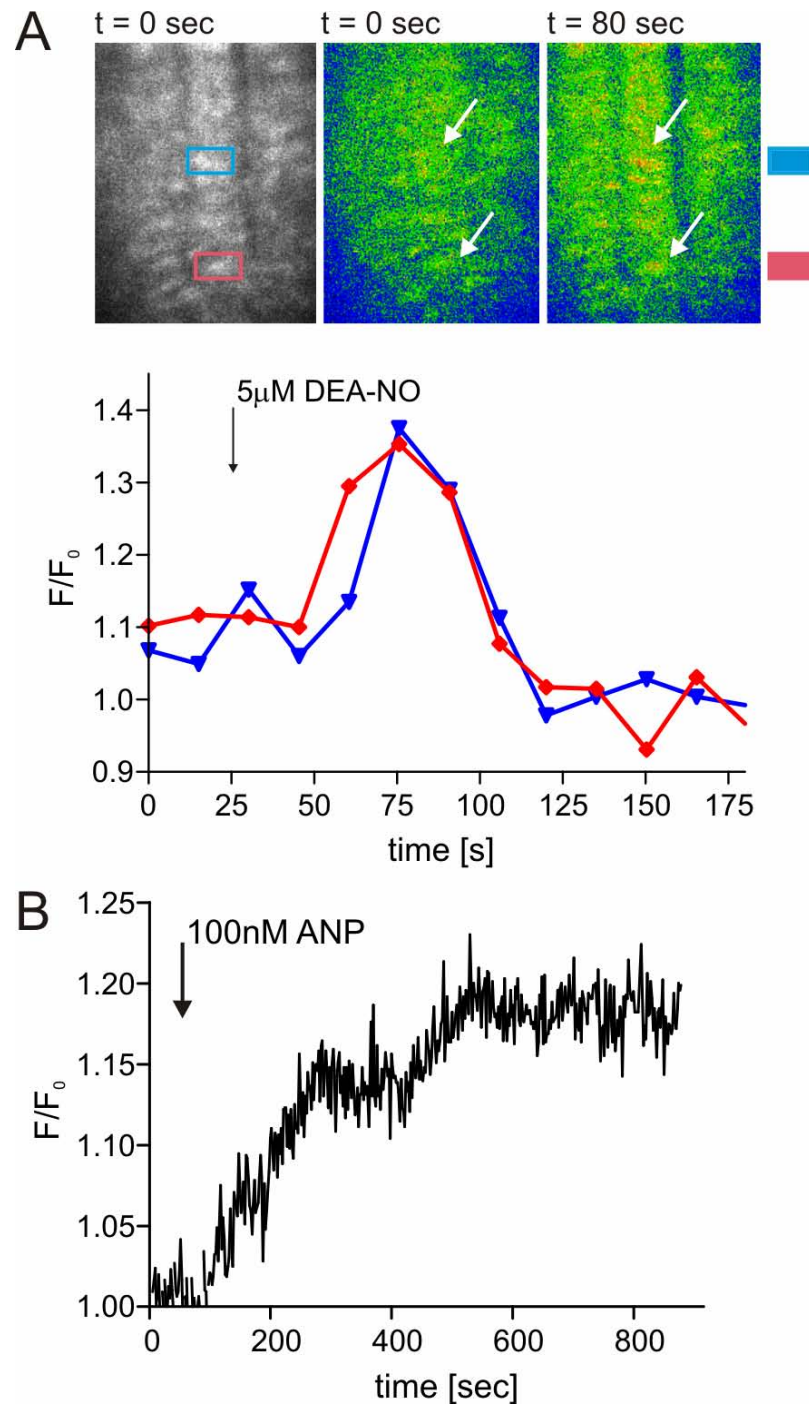 A
t = 0 sec
t = 0 sec
t = 80 sec
5μM DEA-NO
1.4
1.3
1.2
1.1
1.0
0.9
F/F₀
0 25 50 75 100 125 150 175
time [s]
B
100nM ANP
1.25
1.20
1.15
1.10
1.05
1.00
F/F₀
0 200 400 600 800
time [sec]